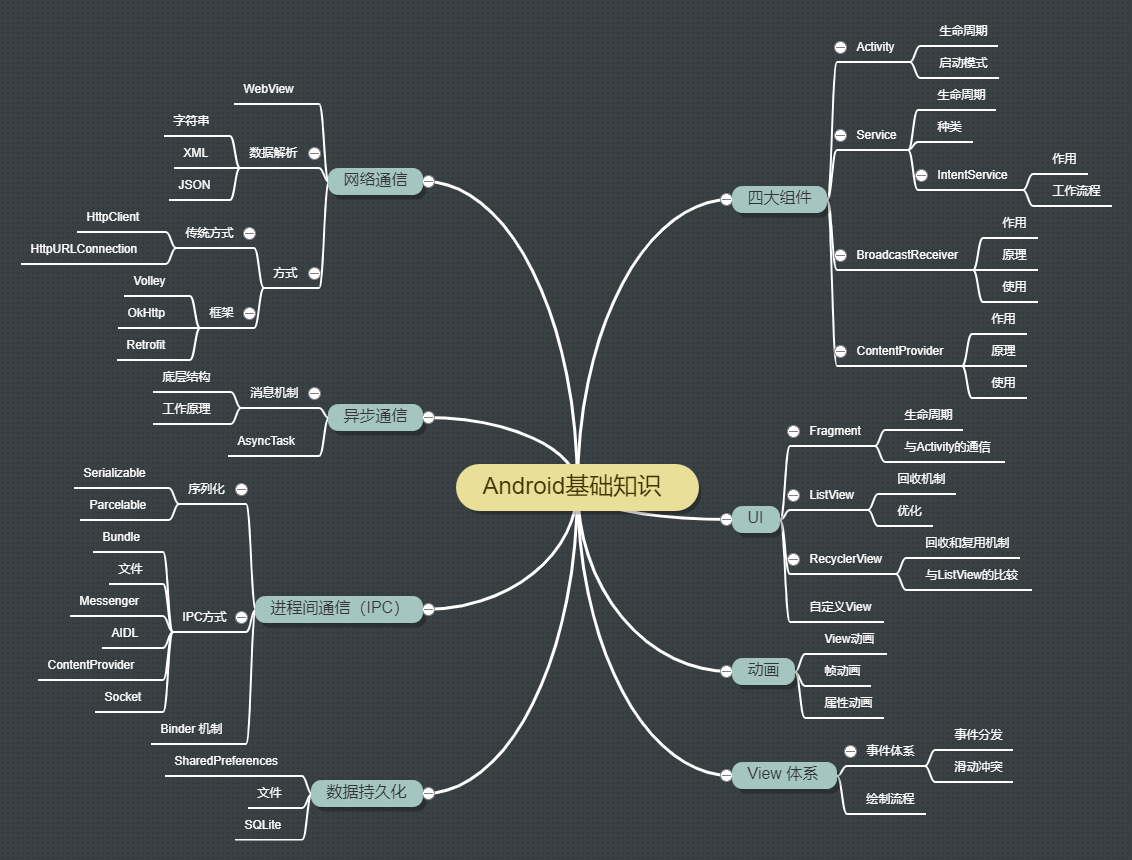 Android基础知识
四大组件
Activity
生命周期
启动模式
Service
生命周期
种类
IntentService
作用
工作流程
BroadcastReceiver
作用
原理
使用
ContentProvider
作用
原理
使用
UI
Fragment
生命周期
与Activity的通信
ListView
回收机制
优化
RecyclerView
回收和复用机制
与ListView的比较
自定义View
动画
View动画
帧动画
属性动画
View 体系
事件体系
事件分发
滑动冲突
绘制流程
网络通信
WebView
数据解析
字符串
XML
JSON
方式
传统方式
HttpClient
HttpURLConnection
框架
Volley
OkHttp
Retrofit
异步通信
消息机制
底层结构
工作原理
AsyncTask
进程间通信（IPC）
序列化
Serializable
Parcelable
IPC方式
Bundle
文件
Messenger
AIDL
ContentProvider
Socket
Binder 机制
数据持久化
SharedPreferences
文件
SQLite